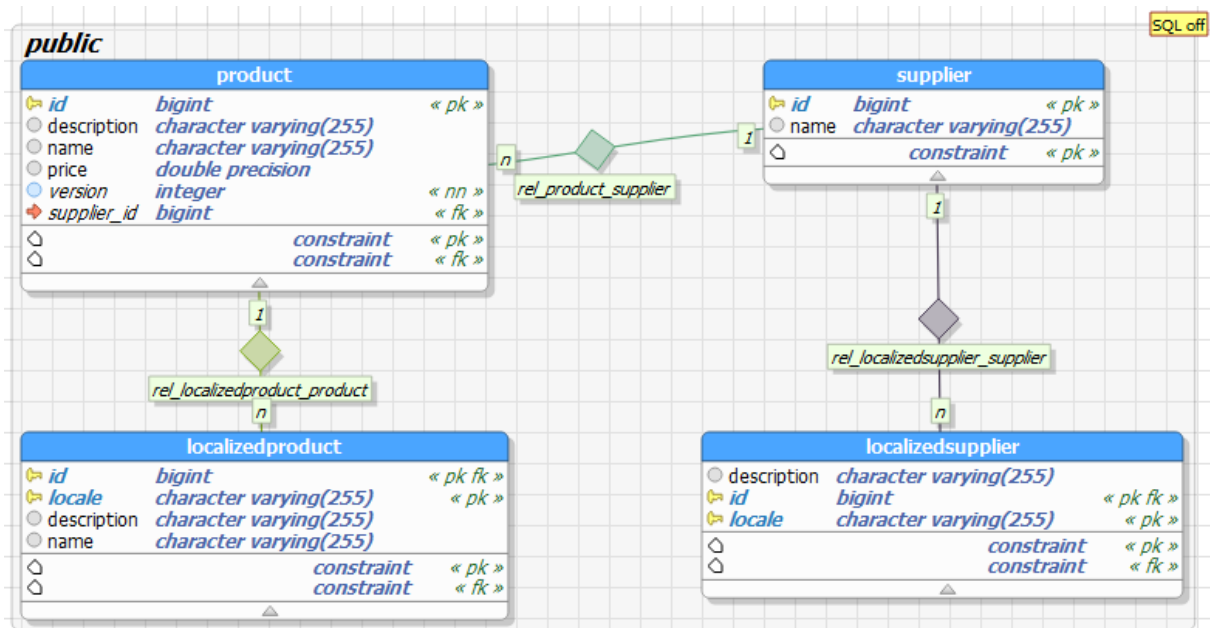 SQL off
public
product
id bigint « pk »
description character varying(255)
name character varying(255)
price double precision
version integer « nn »
supplier_id bigint « fk »
constraint « pk »
constraint « fk »
supplier
id bigint « pk »
name character varying(255)
constraint « pk »
n
1
rel_product_supplier
1
rel_localizedproduct_product
n
1
rel_localizedsupplier_supplier
n
localizedproduct
id bigint « pk fk »
locale character varying(255) « pk »
description character varying(255)
name character varying(255)
constraint « pk »
constraint « fk »
localizedsupplier
description character varying(255)
id bigint « pk fk »
locale character varying(255) « pk »
constraint « pk »
constraint « fk »